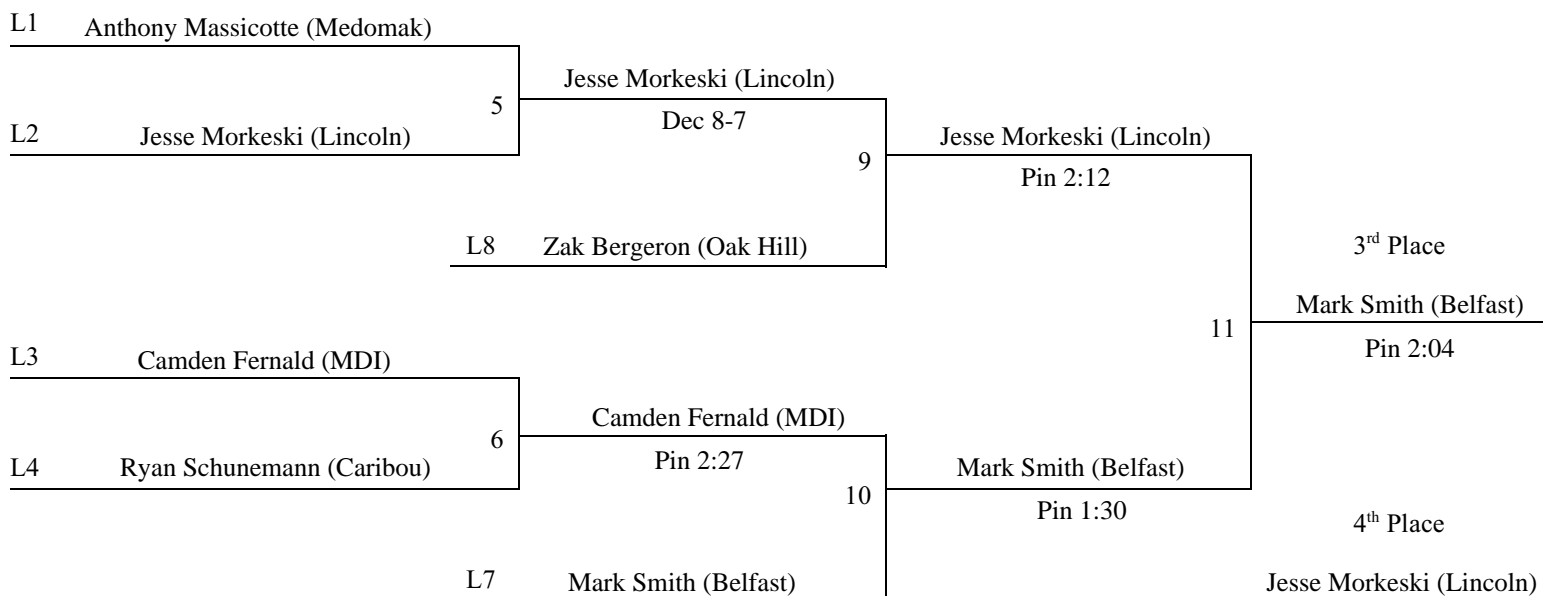 L1 Anthony Massicotte (Medomak)
Jesse Morkeski (Lincoln)
5
Dec 8-7
L2 Jesse Morkeski (Lincoln)
Jesse Morkeski (Lincoln)
9
Pin 2:12
L8 Zak Bergeron (Oak Hill)
3rd Place
Mark Smith (Belfast)
11
Pin 2:04
L3 Camden Fernald (MDI)
Camden Fernald (MDI)
6
Pin 2:27
L4 Ryan Schunemann (Caribou)
Mark Smith (Belfast)
10
Pin 1:30
4th Place
L7 Mark Smith (Belfast)
Jesse Morkeski (Lincoln)